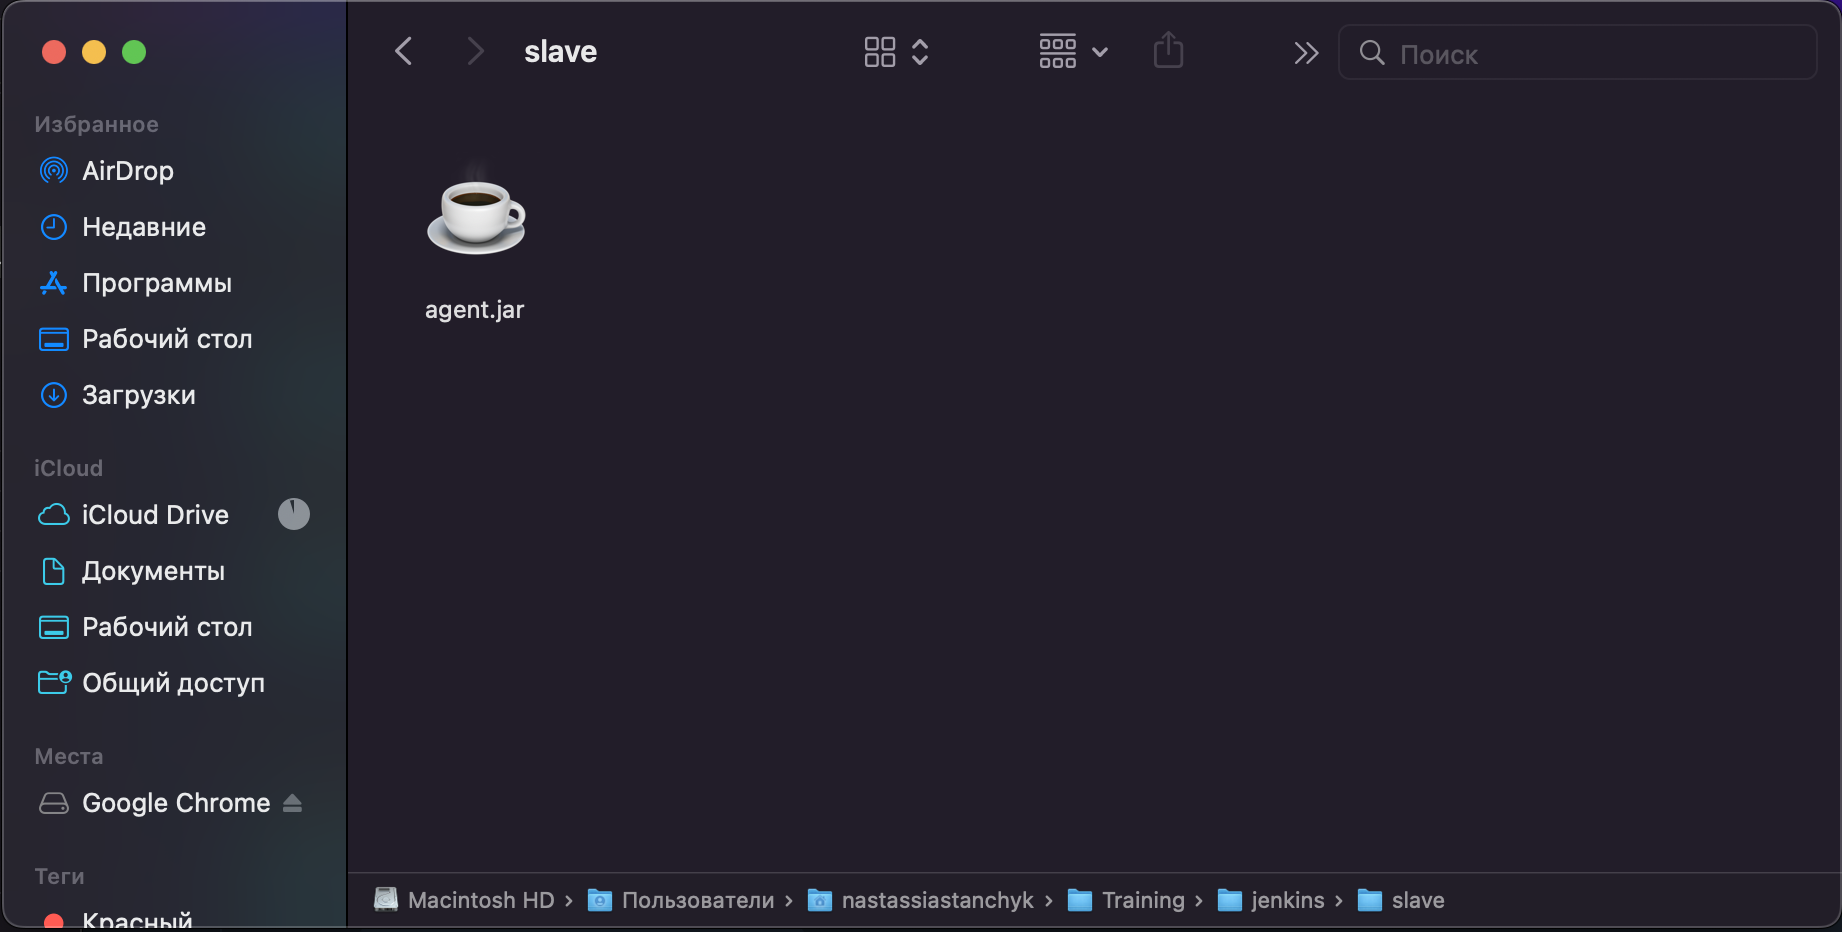 slave
Поиск
Избранное
AirDrop
Недавние
Программы
Рабочий стол
Загрузки
iCloud
iCloud Drive
Документы
Рабочий стол
Общий доступ
Места
Google Chrome
Теги
Красный
agent.jar
Macintosh HD › Пользователи › nastassiastanchyk › Training › jenkins › slave